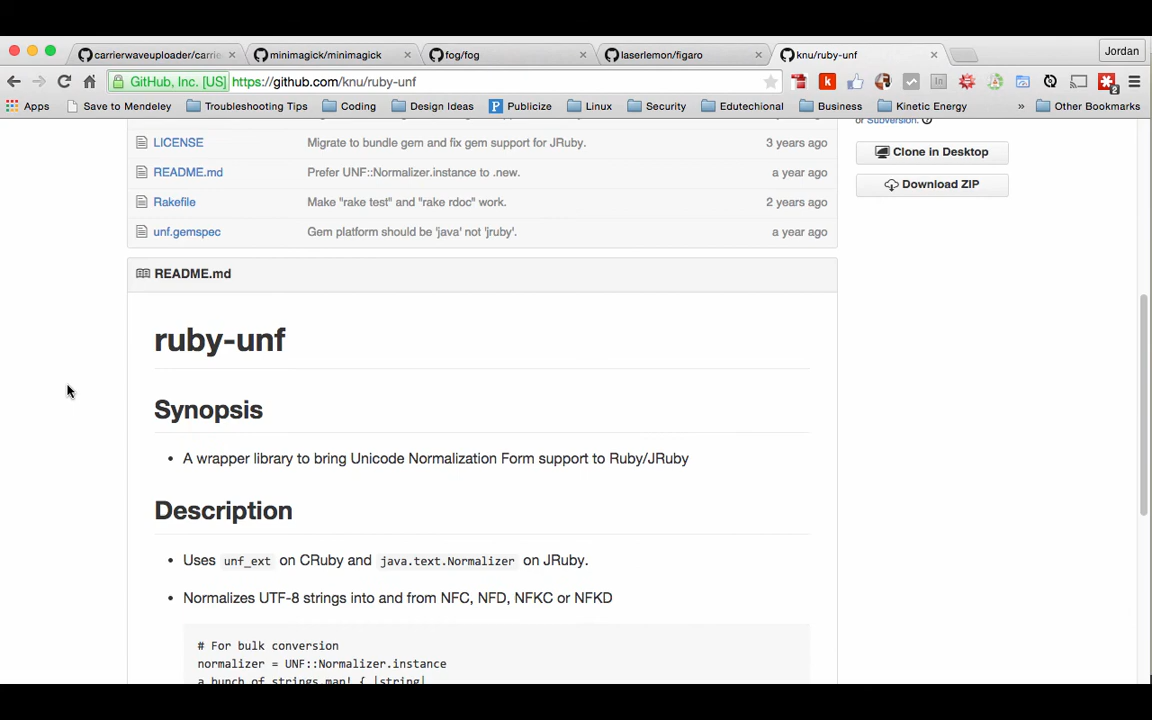 carrierwaveuploader/carrie
minimagick/minimagick
fog/fog
laserlemon/figaro
knu/ruby-unf
Jordan
GitHub, Inc. [US]
https://github.com/knu/ruby-unf
Apps
Save to Mendeley
Troubleshooting Tips
Coding
Design Ideas
Publicize
Linux
Security
Edutechional
Business
Kinetic Energy
»
Other Bookmarks
or Subversion.
Clone in Desktop
Download ZIP
LICENSE Migrate to bundle gem and fix gem support for JRuby. 3 years ago
README.md Prefer UNF::Normalizer.instance to .new. a year ago
Rakefile Make "rake test" and "rake rdoc" work. 2 years ago
unf.gemspec Gem platform should be 'java' not 'jruby'. a year ago
README.md
ruby-unf
Synopsis
• A wrapper library to bring Unicode Normalization Form support to Ruby/JRuby
Description
• Uses unf_ext on CRuby and java.text.Normalizer on JRuby.
• Normalizes UTF-8 strings into and from NFC, NFD, NFKC or NFKD
# For bulk conversion
normalizer = UNF::Normalizer.instance
a_bunch_of_strings.map! { |string|